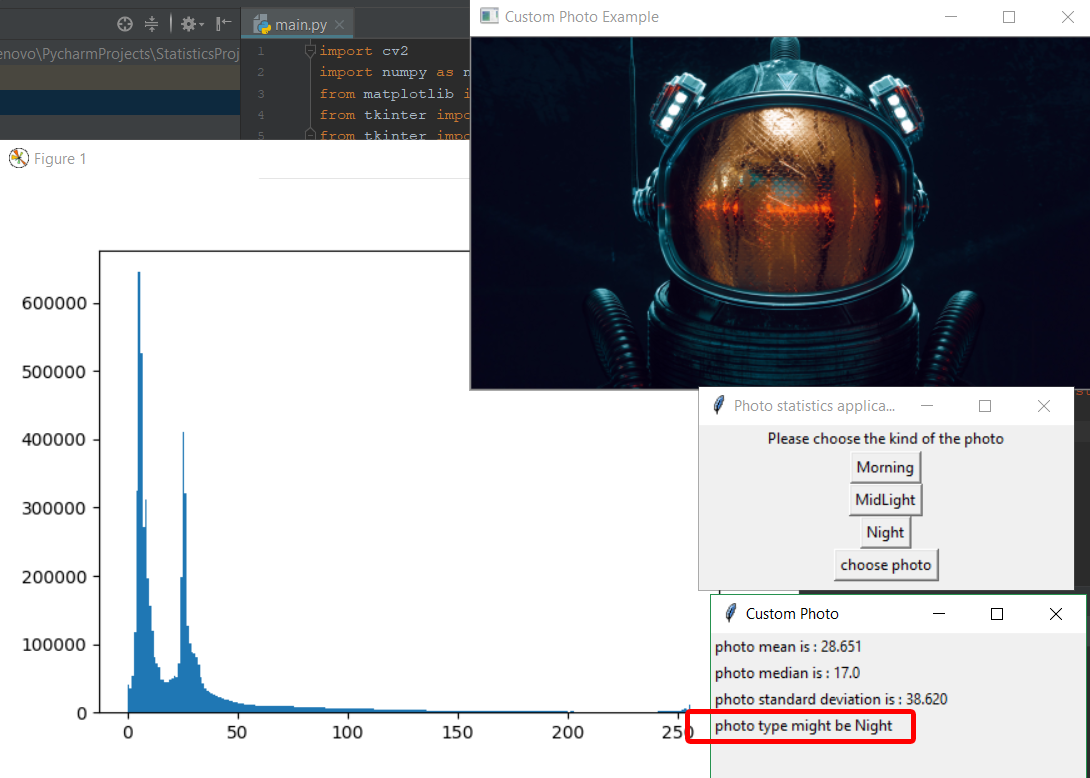 main.py
enovo\PycharmProjects\StatisticsProj
1 import cv2
2 import numpy as n
3 from matplotlib i
4 from tkinter impo
5 from tkinter impo
Custom Photo Example
Figure 1
600000
500000
400000
300000
200000
100000
0
0 50 100 150 200 250
Photo statistics applica...
Please choose the kind of the photo
Morning
MidLight
Night
choose photo
Custom Photo
photo mean is : 28.651
photo median is : 17.0
photo standard deviation is : 38.620
photo type might be Night